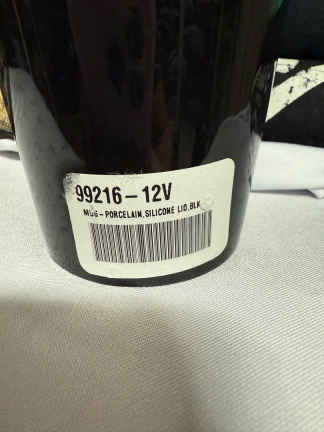 99216-12V
MUG-PORCELAIN,SILICONE LID,BLK